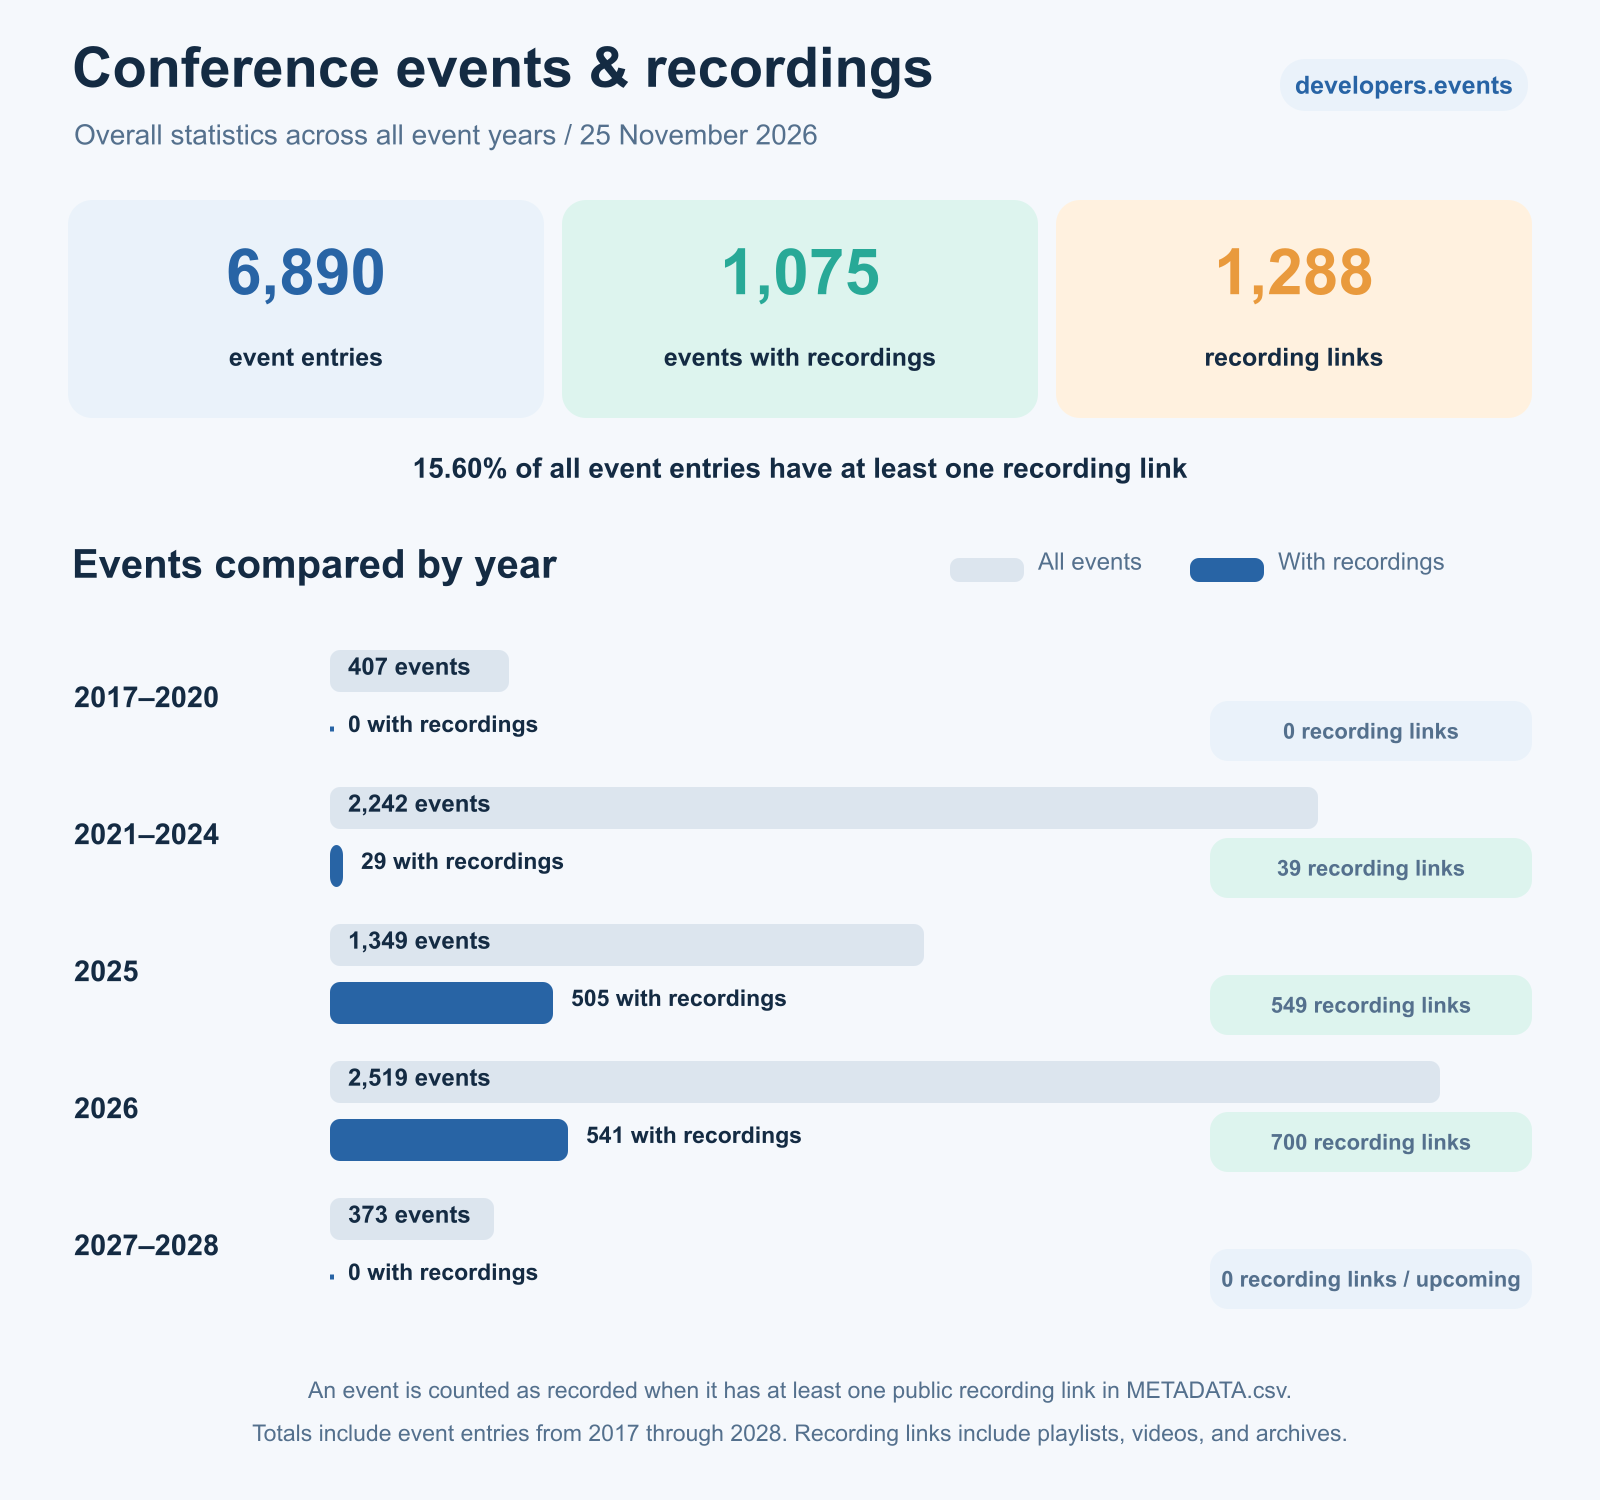 Conference events & recordings
developers.events
Overall statistics across all event years / 25 November 2026
6,890
event entries
1,075
events with recordings
1,288
recording links
15.60% of all event entries have at least one recording link
Events compared by year
All events
With recordings
2017–2020
407 events
0 with recordings
0 recording links
2021–2024
2,242 events
29 with recordings
39 recording links
2025
1,349 events
505 with recordings
549 recording links
2026
2,519 events
541 with recordings
700 recording links
2027–2028
373 events
0 with recordings
0 recording links / upcoming
An event is counted as recorded when it has at least one public recording link in METADATA.csv.
Totals include event entries from 2017 through 2028. Recording links include playlists, videos, and archives.